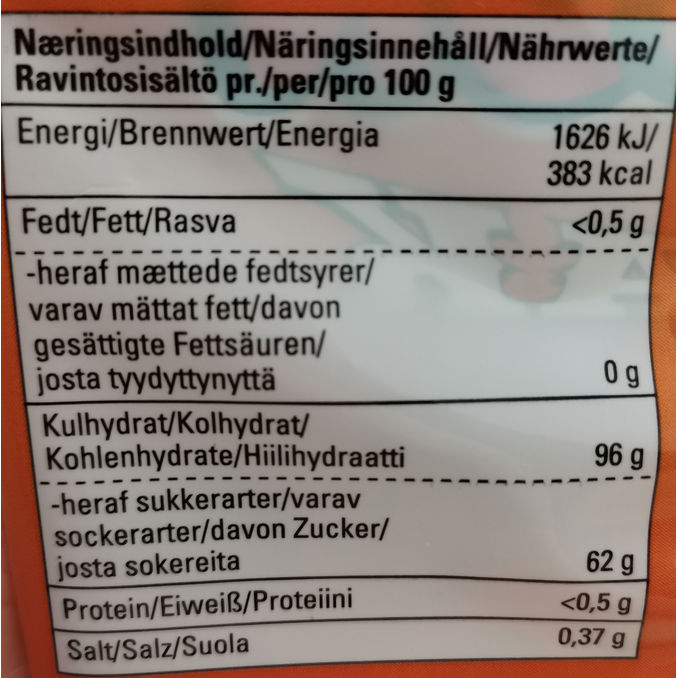 Næringsindhold/Näringsinnehåll/Nährwerte/
Ravintosisältö pr./per/pro 100 g
Energi/Brennwert/Energia 1626 kJ/
383 kcal
Fedt/Fett/Rasva <0,5 g
-heraf mættede fedtsyrer/
varav mättat fett/davon
gesättigte Fettsäuren/
josta tyydyttynyttä 0 g
Kulhydrat/Kolhydrat/
Kohlenhydrate/Hiilihydraatti 96 g
-heraf sukkerarter/varav
sockerarter/davon Zucker/
josta sokereita 62 g
Protein/Eiweiß/Proteiini <0,5 g
Salt/Salz/Suola 0,37 g